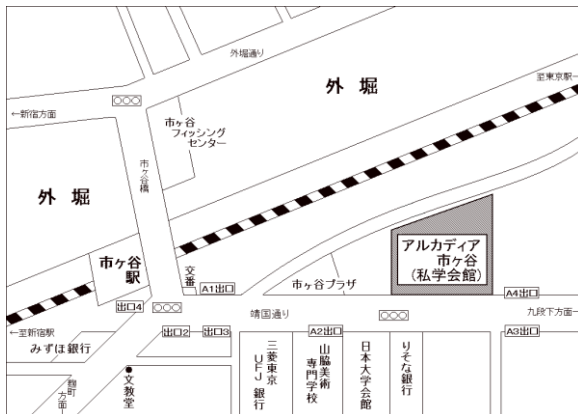 外堀通り
至東京駅→
外 堀
←新宿方面
市ヶ谷
フィッシング
センター
市ヶ谷橋
外 堀
アルカディア
市ヶ谷
(私学会館)
市ヶ谷
駅
交番
A1出口
市ヶ谷プラザ
A4出口
出口4
靖国通り
九段下方面→
←至新宿駅
出口2
出口3
A2出口
A3出口
みずほ銀行
麹町
方面
文教堂
三菱東京
UFJ銀行
山脇美術
専門学校
日本大学会館
りそな銀行